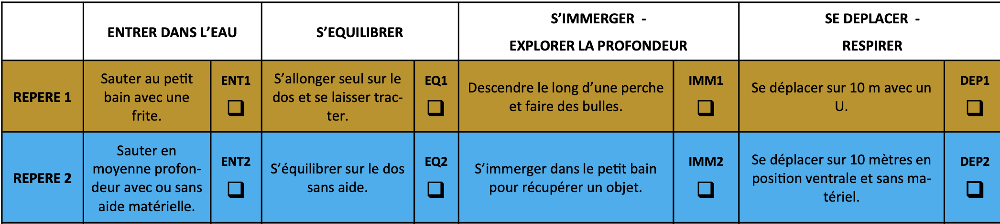 ENTRER DANS L’EAU
S’EQUILIBRER
S’IMMERGER -
EXPLORER LA PROFONDEUR
SE DEPLACER -
RESPIRER
REPERE 1
Sauter au petit
bain avec une
frite.
ENT1
S’allonger seul sur le
dos et se laisser trac-
ter.
EQ1
Descendre le long d’une perche
et faire des bulles.
IMM1
Se déplacer sur 10 m avec un
U.
DEP1
REPERE 2
Sauter en
moyenne profon-
deur avec ou sans
aide matérielle.
ENT2
S’équilibrer sur le dos
sans aide.
EQ2
S’immerger dans le petit bain
pour récupérer un objet.
IMM2
Se déplacer sur 10 mètres en
position ventrale et sans ma-
tériel.
DEP2